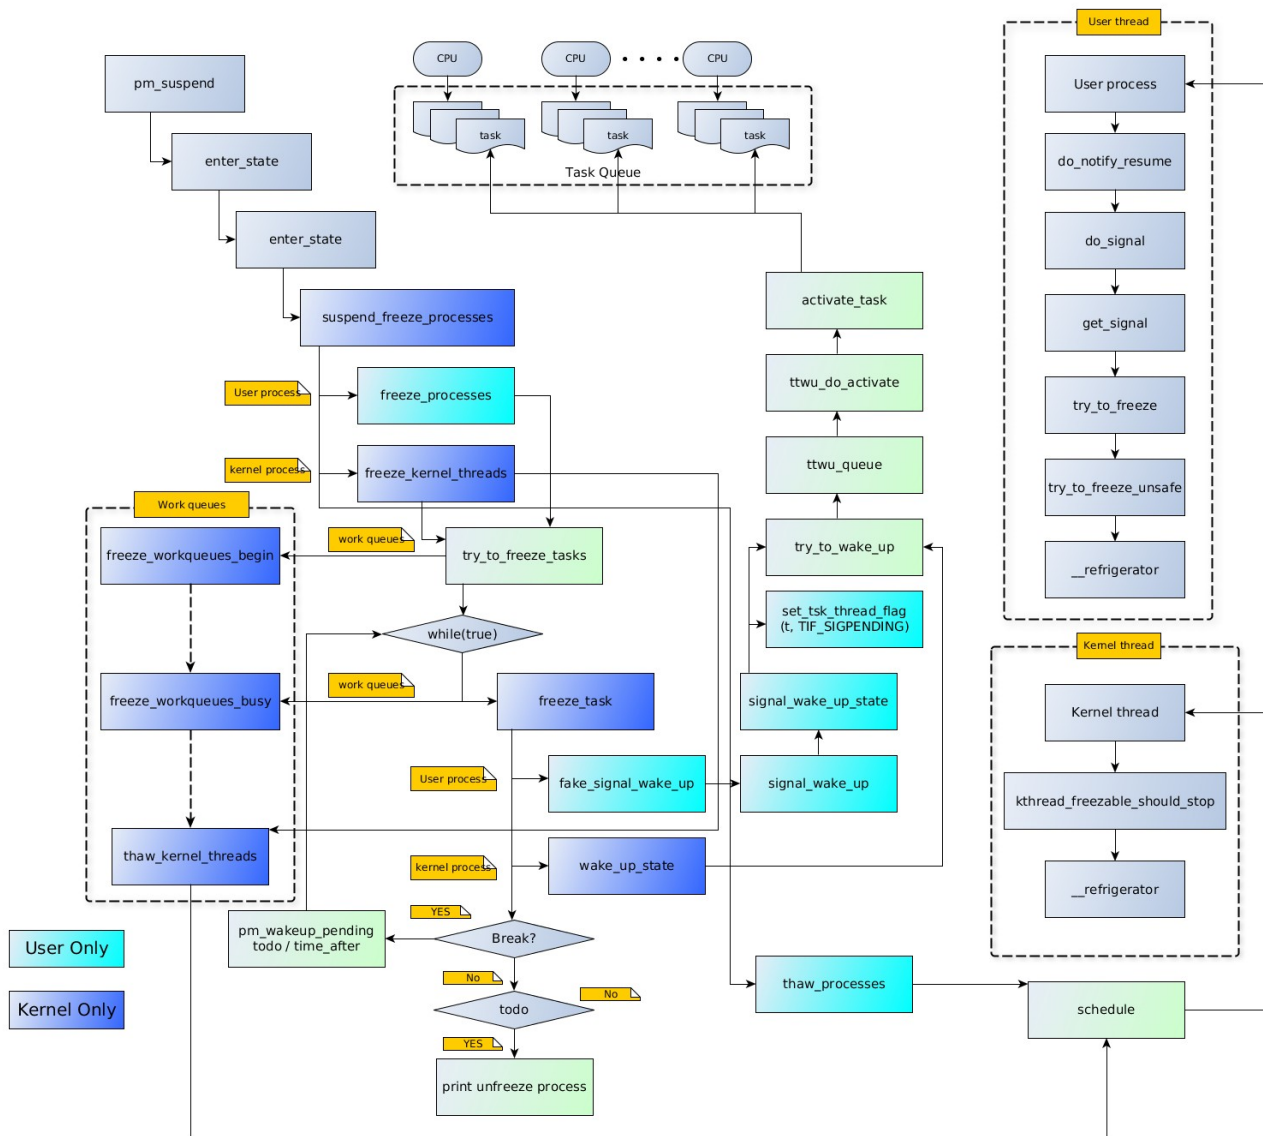 User thread
CPU
CPU
CPU
pm_suspend
User process
task
task
task
Task Queue
enter_state
do_notify_resume
enter_state
do_signal
suspend_freeze_processes
activate_task
get_signal
User process
freeze_processes
ttwu_do_activate
try_to_freeze
kernel process
freeze_kernel_threads
ttwu_queue
try_to_freeze_unsafe
Work queues
freeze_workqueues_begin
work queues
try_to_freeze_tasks
try_to_wake_up
__refrigerator
set_tsk_thread_flag
(t, TIF_SIGPENDING)
while(true)
Kernel thread
freeze_workqueues_busy
work queues
freeze_task
signal_wake_up_state
Kernel thread
User process
fake_signal_wake_up
signal_wake_up
kthread_freezable_should_stop
thaw_kernel_threads
kernel process
wake_up_state
__refrigerator
YES
pm_wakeup_pending
todo / time_after
Break?
User Only
No
thaw_processes
No
Kernel Only
todo
schedule
YES
print unfreeze process